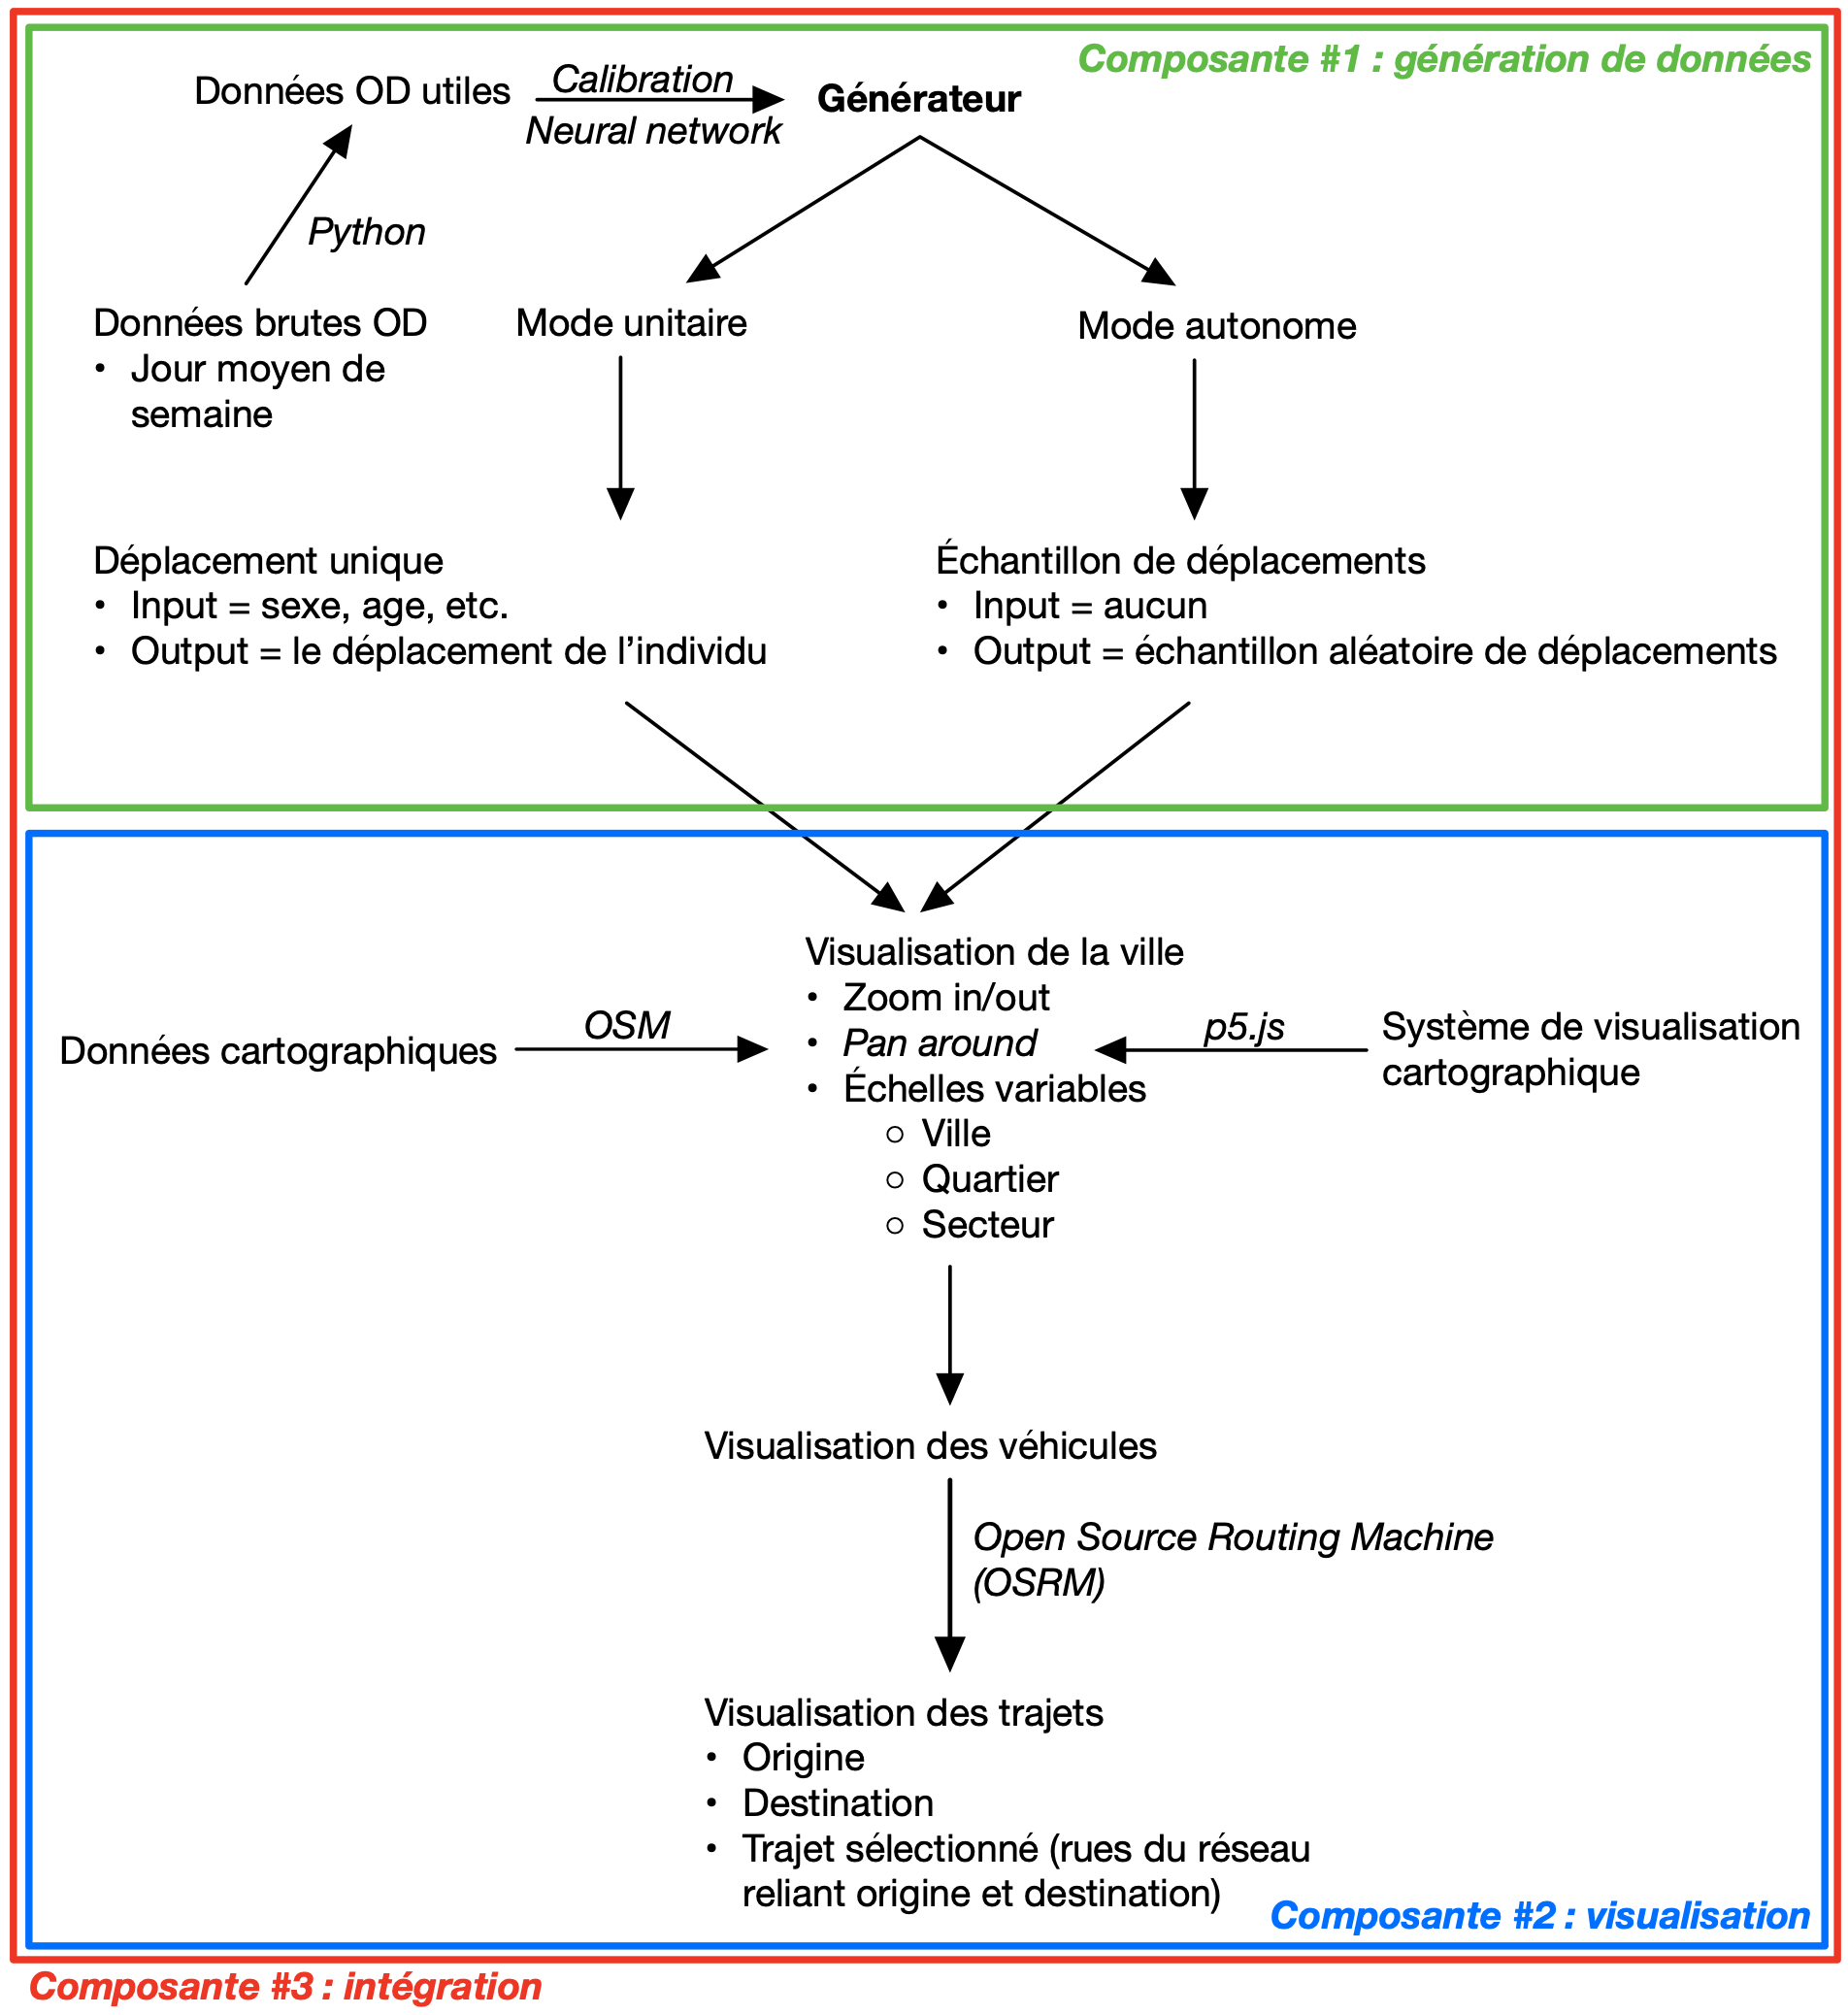 Composante #1 : génération de données
Données OD utiles
Calibration
Neural network
Générateur
Python
Données brutes OD
• Jour moyen de
semaine
Mode unitaire
Mode autonome
Déplacement unique
• Input = sexe, age, etc.
• Output = le déplacement de l’individu
Échantillon de déplacements
• Input = aucun
• Output = échantillon aléatoire de déplacements
Données cartographiques
OSM
Visualisation de la ville
• Zoom in/out
• Pan around
• Échelles variables
○ Ville
○ Quartier
○ Secteur
p5.js
Système de visualisation
cartographique
Visualisation des véhicules
Open Source Routing Machine
(OSRM)
Visualisation des trajets
• Origine
• Destination
• Trajet sélectionné (rues du réseau
reliant origine et destination)
Composante #2 : visualisation
Composante #3 : intégration